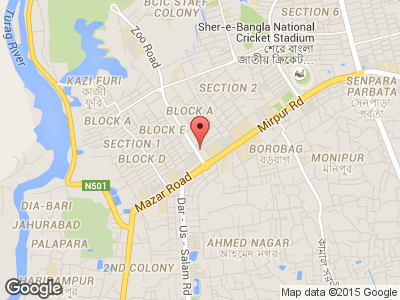 BCIC STAFF
COLONY
Turag River
Zoo Road
Sher-e-Bangla National
Cricket Stadium
শেরে বাংলা
জাতীয় ক্রিকেট...
KAZI FURI
কাজী
ফুরি
SECTION 2
SENPARA
PARBATA
সেনপাড়া
পর্বতা
BLOCK A
BLOCK A
BLOCK E
Mirpur Rd
SECTION 1
BLOCK D
BOROBAG
বড়বাগ
MONIPUR
মনিপুর
N501
Mazar Road
DIA-BARI
JAHURABAD
PALAPARA
Dar - Us - Salam Rd
AHMED NAGAR
আহমেদ নগর
2ND COLONY
HARIRAMPUR
Google
Map data ©2015 Google